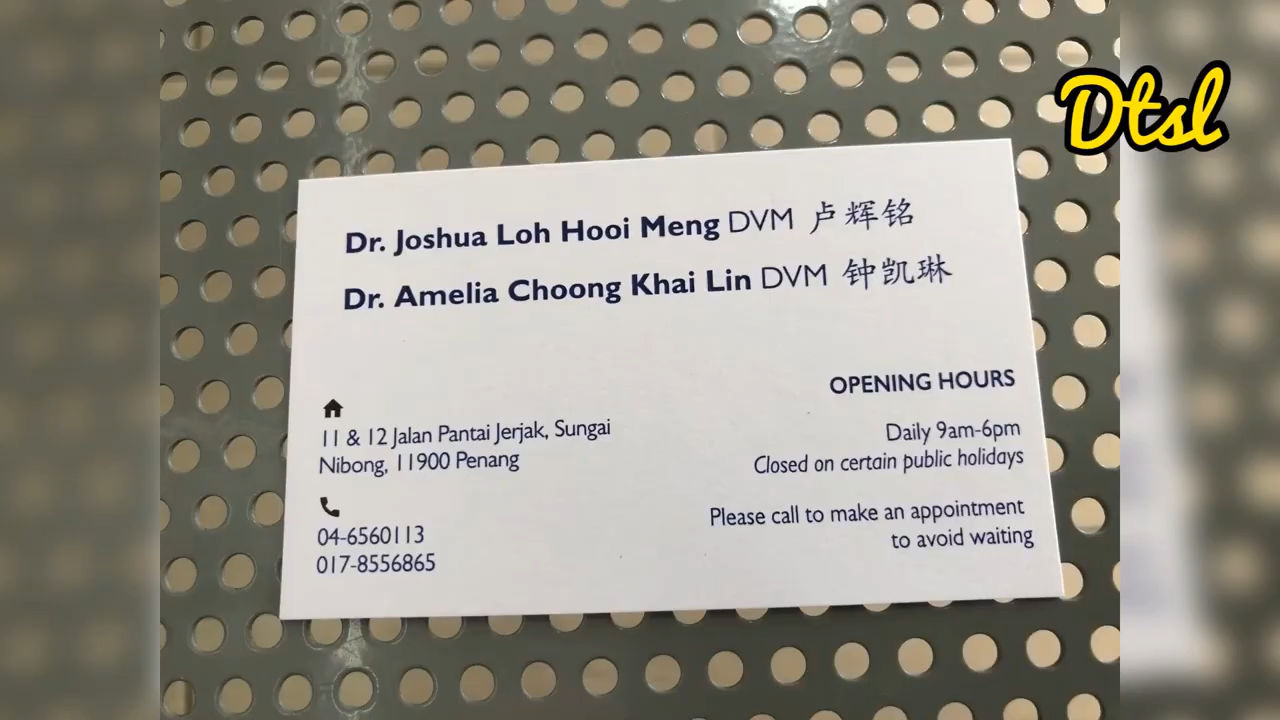 Dtsl
Dr. Joshua Loh Hooi Meng DVM 卢辉铭
Dr. Amelia Choong Khai Lin DVM 钟凯琳
11 & 12 Jalan Pantai Jerjak, Sungai
Nibong, 11900 Penang
04-6560113
017-8556865
OPENING HOURS
Daily 9am-6pm
Closed on certain public holidays
Please call to make an appointment
to avoid waiting